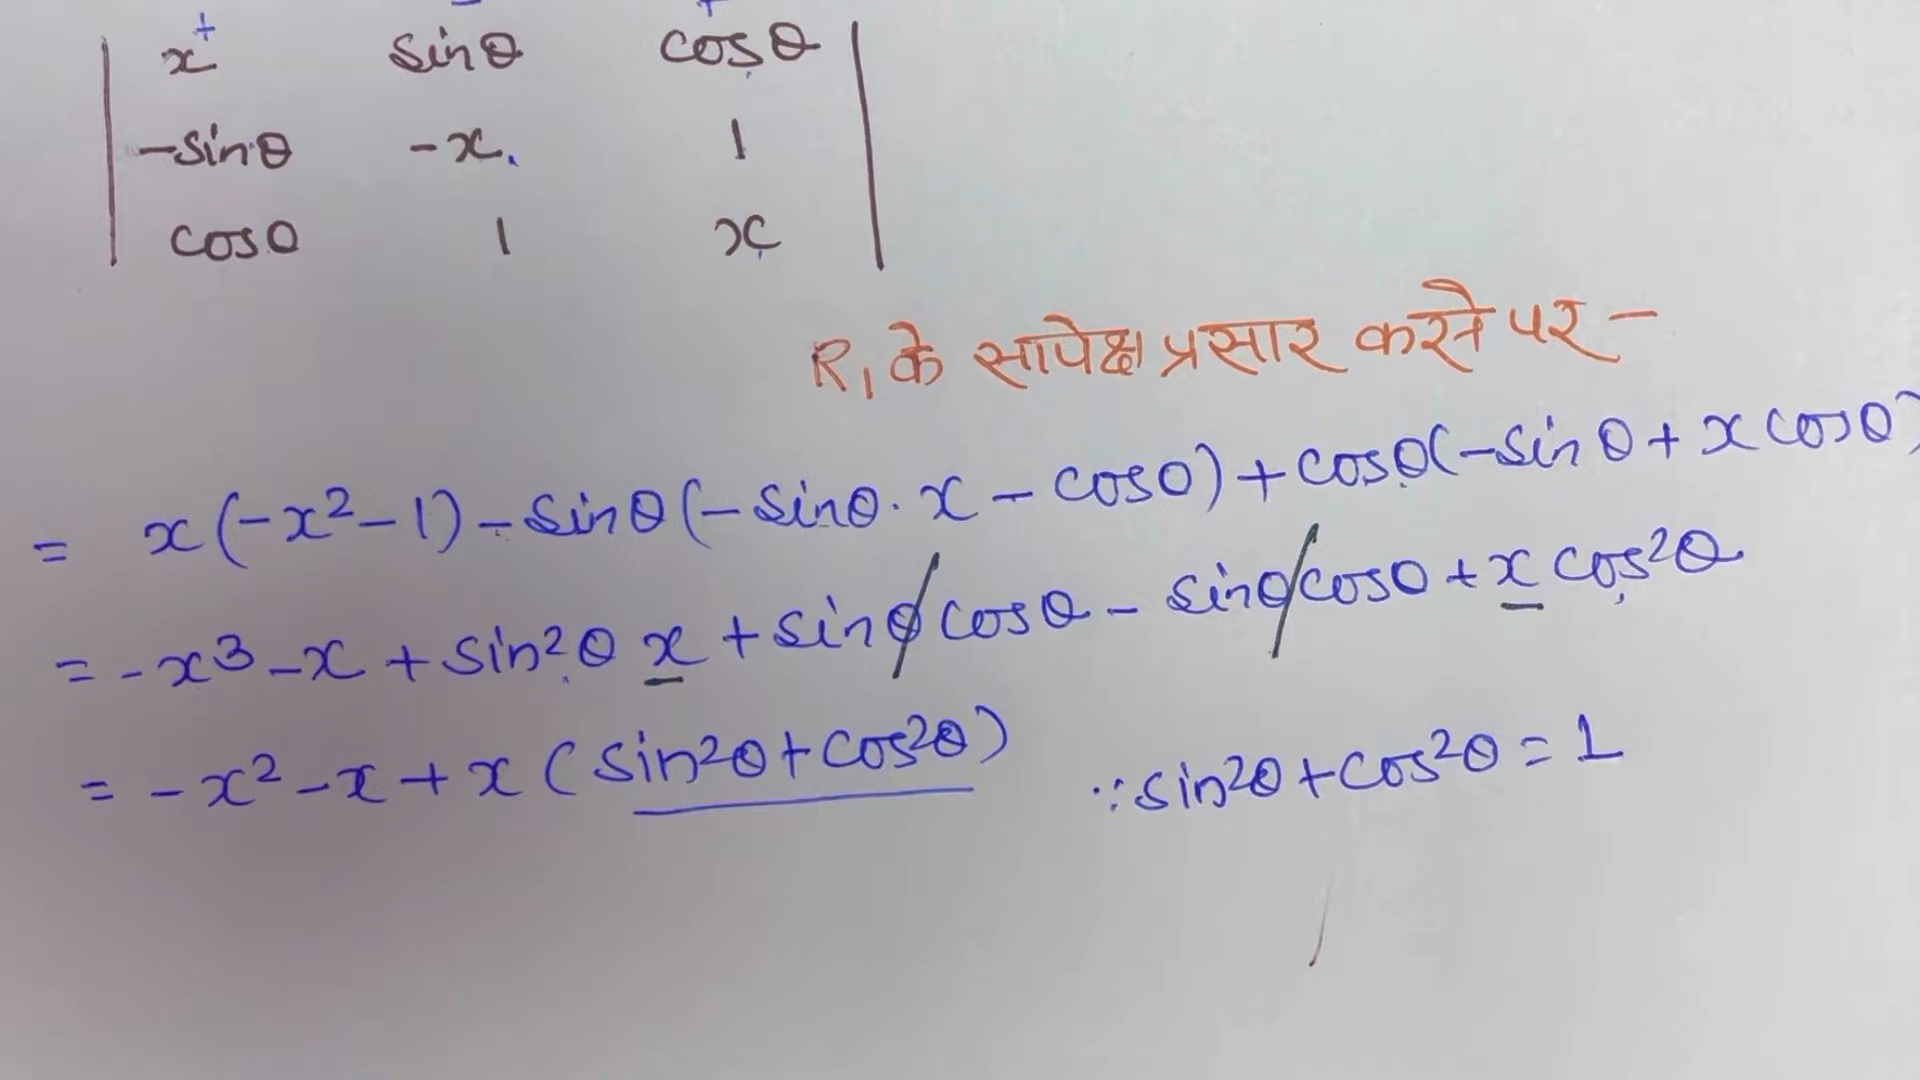 x sinθ cosθ
-sinθ -x 1
cosθ 1 x
R₁ के सापेक्ष प्रसार करने पर –
= x(-x²-1) - sinθ(-sinθ.x - cosθ) + cosθ(-sinθ + x cosθ)
= -x³ -x + sin²θ x + sinθ cosθ - sinθ cosθ + x cos²θ
= -x² -x + x (sin²θ + cos²θ) ∵ sin²θ + cos²θ = 1